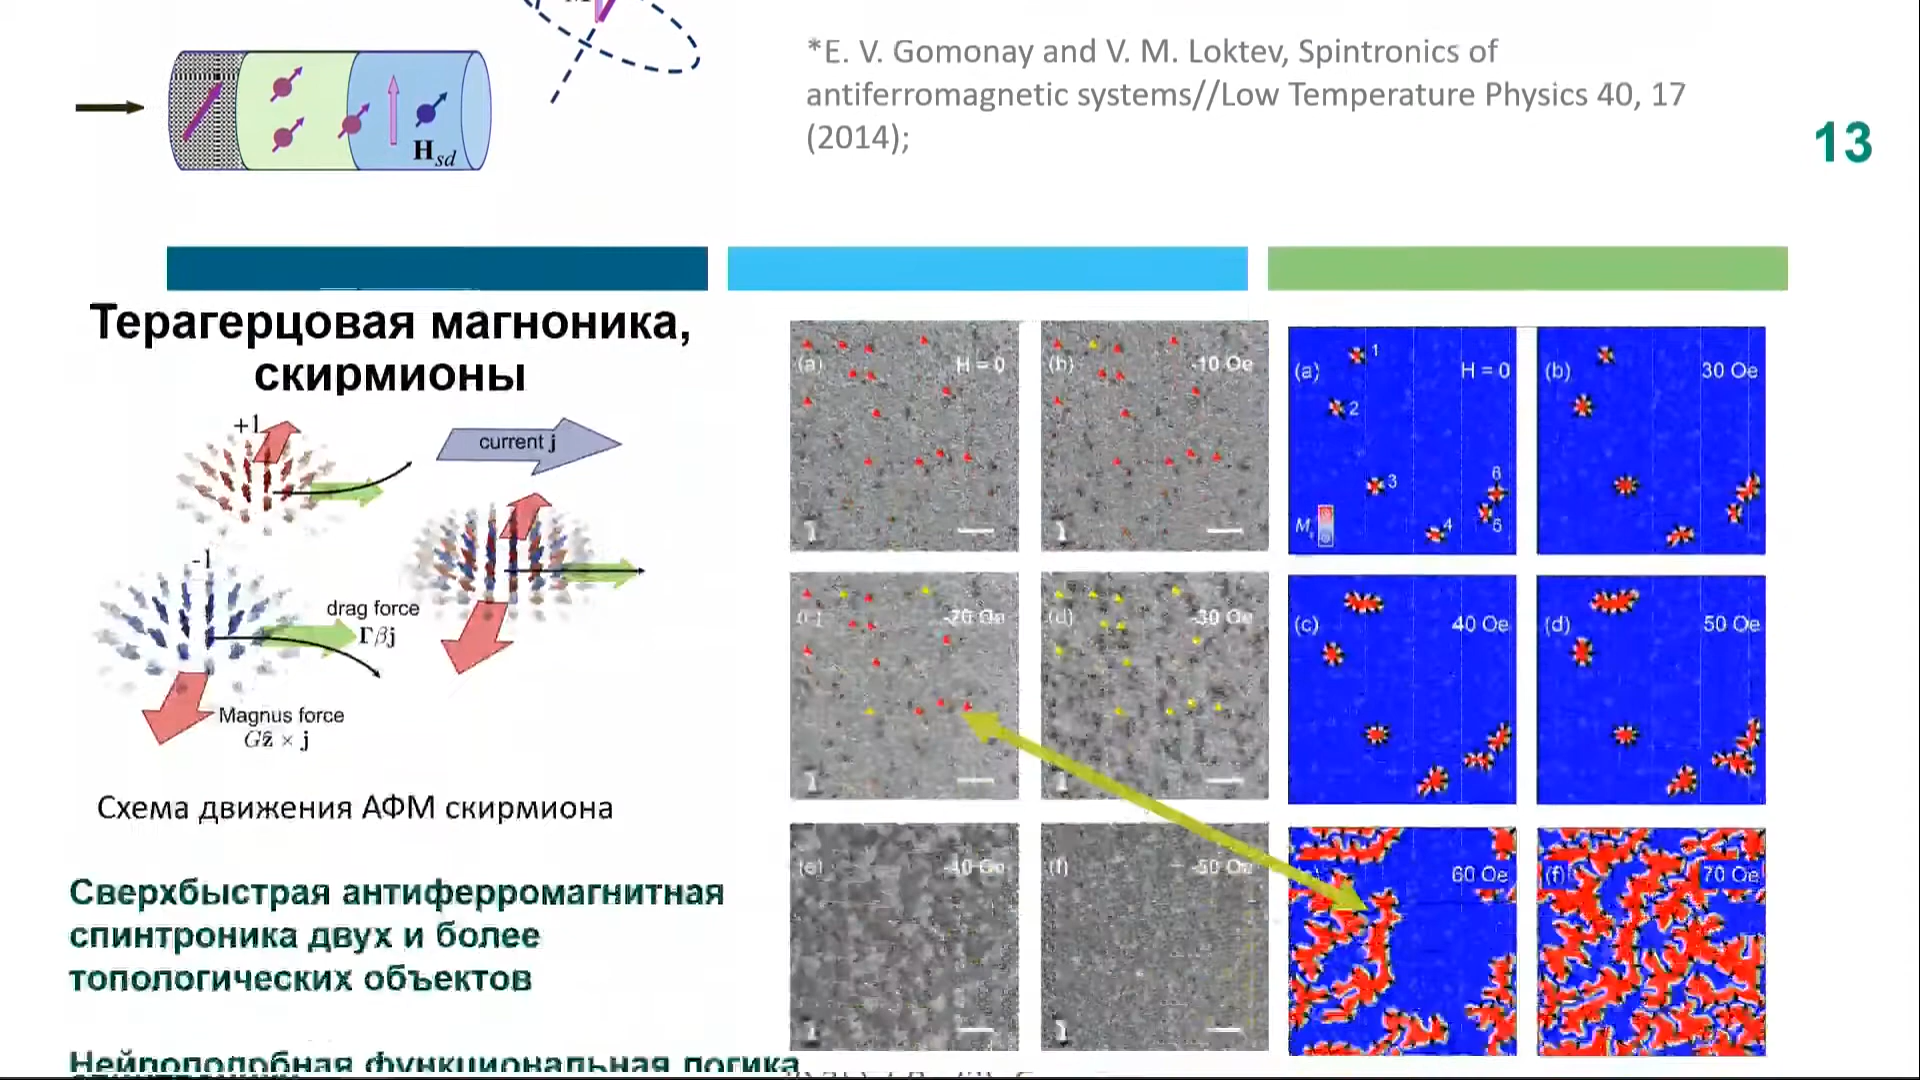 H_sd
*E. V. Gomonay and V. M. Loktev, Spintronics of
antiferromagnetic systems//Low Temperature Physics 40, 17
(2014);
13
Терагерцовая магноника,
скирмионы
+1
current j
-1
drag force
Γβj
Magnus force
Gẑ × j
Схема движения АФМ скирмиона
Сверхбыстрая антиферромагнитная
спинтроника двух и более
топологических объектов
Нейроподобная функциональная логика
(a) H = 0
(b) -10 Oe
(c) -20 Oe
(d) -30 Oe
(e) -40 Oe
(f) -50 Oe
(a) H = 0
1
2
3
4
5
6
(b) 30 Oe
(c) 40 Oe
(d) 50 Oe
60 Oe
(f) 70 Oe